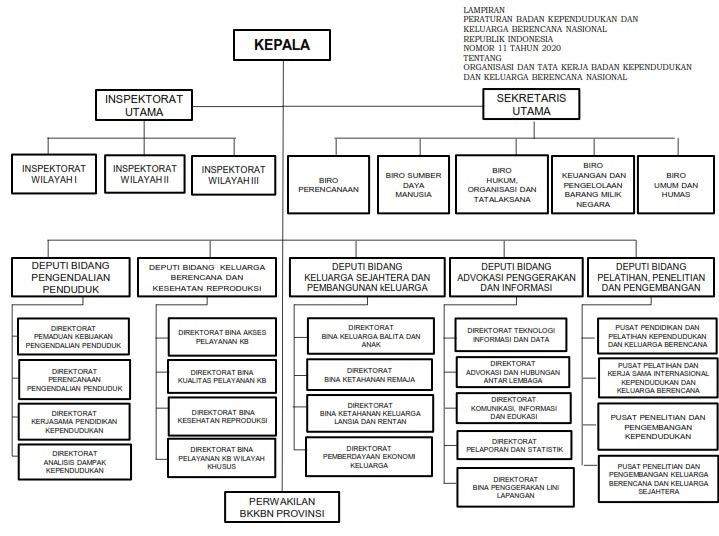 LAMPIRAN
PERATURAN BADAN KEPENDUDUKAN DAN
KELUARGA BERENCANA NASIONAL
REPUBLIK INDONESIA
NOMOR 11 TAHUN 2020
TENTANG
ORGANISASI DAN TATA KERJA BADAN KEPENDUDUKAN
DAN KELUARGA BERENCANA NASIONAL
KEPALA
INSPEKTORAT
UTAMA
SEKRETARIS
UTAMA
INSPEKTORAT
WILAYAH I
INSPEKTORAT
WILAYAH II
INSPEKTORAT
WILAYAH III
BIRO
PERENCANAAN
BIRO SUMBER
DAYA
MANUSIA
BIRO
HUKUM,
ORGANISASI DAN
TATALAKSANA
BIRO
KEUANGAN DAN
PENGELOLAAN
BARANG MILIK
NEGARA
BIRO
UMUM DAN
HUMAS
DEPUTI BIDANG
PENGENDALIAN
PENDUDUK
DEPUTI BIDANG KELUARGA
BERENCANA DAN
KESEHATAN REPRODUKSI
DEPUTI BIDANG
KELUARGA SEJAHTERA DAN
PEMBANGUNAN kELUARGA
DEPUTI BIDANG
ADVOKASI PENGGERAKAN
DAN INFORMASI
DEPUTI BIDANG
PELATIHAN, PENELITIAN
DAN PENGEMBANGAN
DIREKTORAT
PEMADUAN KEBIJAKAN
PENGENDALIAN PENDUDUK
DIREKTORAT
PERENCANAAN
PENGENDALIAN PENDUDUK
DIREKTORAT
KERJASAMA PENDIDIKAN
KEPENDUDUKAN
DIREKTORAT
ANALISIS DAMPAK
KEPENDUDUKAN
DIREKTORAT BINA AKSES
PELAYANAN KB
DIREKTORAT BINA
KUALITAS PELAYANAN KB
DIREKTORAT BINA
KESEHATAN REPRODUKSI
DIREKTORAT BINA
PELAYANAN KB WILAYAH
KHUSUS
DIREKTORAT
BINA KELUARGA BALITA DAN
ANAK
DIREKTORAT
BINA KETAHANAN REMAJA
DIREKTORAT
BINA KETAHANAN KELUARGA
LANSIA DAN RENTAN
DIREKTORAT
PEMBERDAYAAN EKONOMI
KELUARGA
DIREKTORAT TEKNOLOGI
INFORMASI DAN DATA
DIREKTORAT
ADVOKASI DAN HUBUNGAN
ANTAR LEMBAGA
DIREKTORAT
KOMUNIKASI, INFORMASI
DAN EDUKASI
DIREKTORAT
PELAPORAN DAN STATISTIK
DIREKTORAT
BINA PENGGERAKAN LINI
LAPANGAN
PUSAT PENDIDIKAN DAN
PELATIHAN KEPENDUDUKAN
DAN KELUARGA BERENCANA
PUSAT PELATIHAN DAN
KERJA SAMA INTERNASIONAL
KEPENDUDUKAN DAN
KELUARGA BERENCANA
PUSAT PENELITIAN DAN
PENGEMBANGAN
KEPENDUDUKAN
PUSAT PENELITIAN DAN
PENGEMBANGAN KELUARGA
BERENCANA DAN KELUARGA
SEJAHTERA
PERWAKILAN
BKKBN PROVINSI